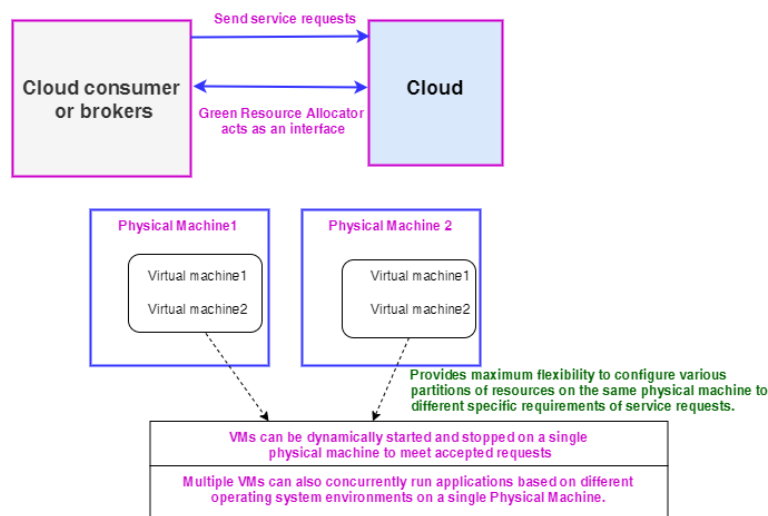 Send service requests
Cloud consumer
or brokers
Cloud
Green Resource Allocator
acts as an interface
Physical Machine1
Virtual machine1
Virtual machine2
Physical Machine 2
Virtual machine1
Virtual machine2
Provides maximum flexibility to configure various
partitions of resources on the same physical machine to
different specific requirements of service requests.
VMs can be dynamically started and stopped on a single
physical machine to meet accepted requests
Multiple VMs can also concurrently run applications based on different
operating system environments on a single Physical Machine.